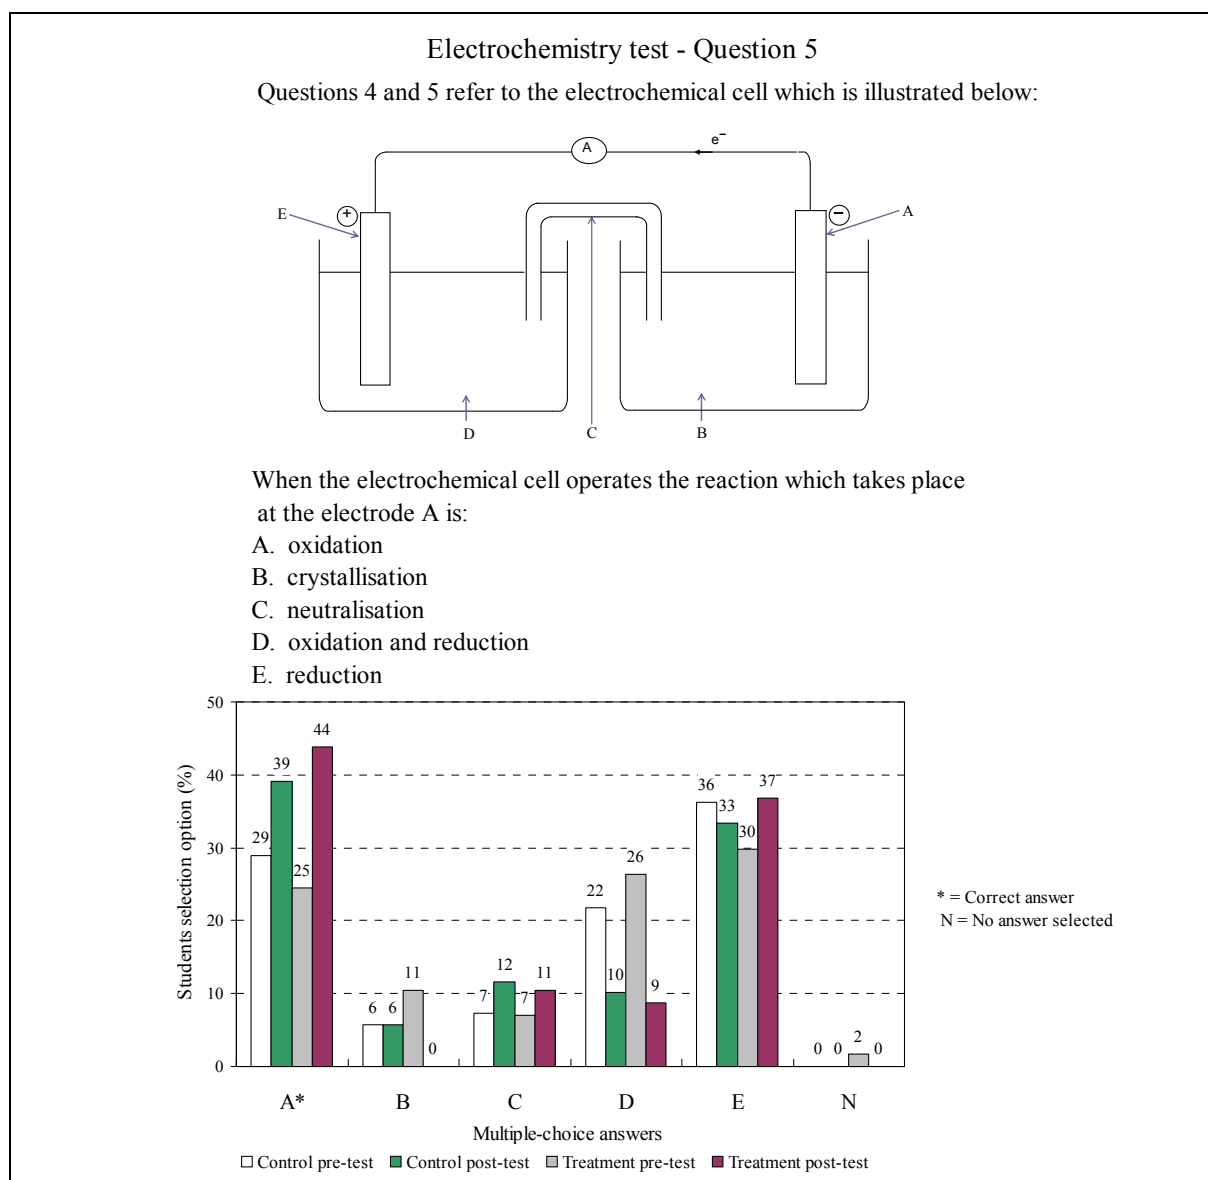 Electrochemistry test - Question 5
Questions 4 and 5 refer to the electrochemical cell which is illustrated below:
A
e⁻
E
+
−
A
D
C
B
When the electrochemical cell operates the reaction which takes place
at the electrode A is:
A. oxidation
B. crystallisation
C. neutralisation
D. oxidation and reduction
E. reduction
Students selection option (%)
50
40
30
20
10
0
29
39
25
44
6
6
11
0
7
12
7
11
22
10
26
9
36
33
30
37
0
0
2
0
A*
B
C
D
E
N
* = Correct answer
N = No answer selected
Multiple-choice answers
Control pre-test
Control post-test
Treatment pre-test
Treatment post-test